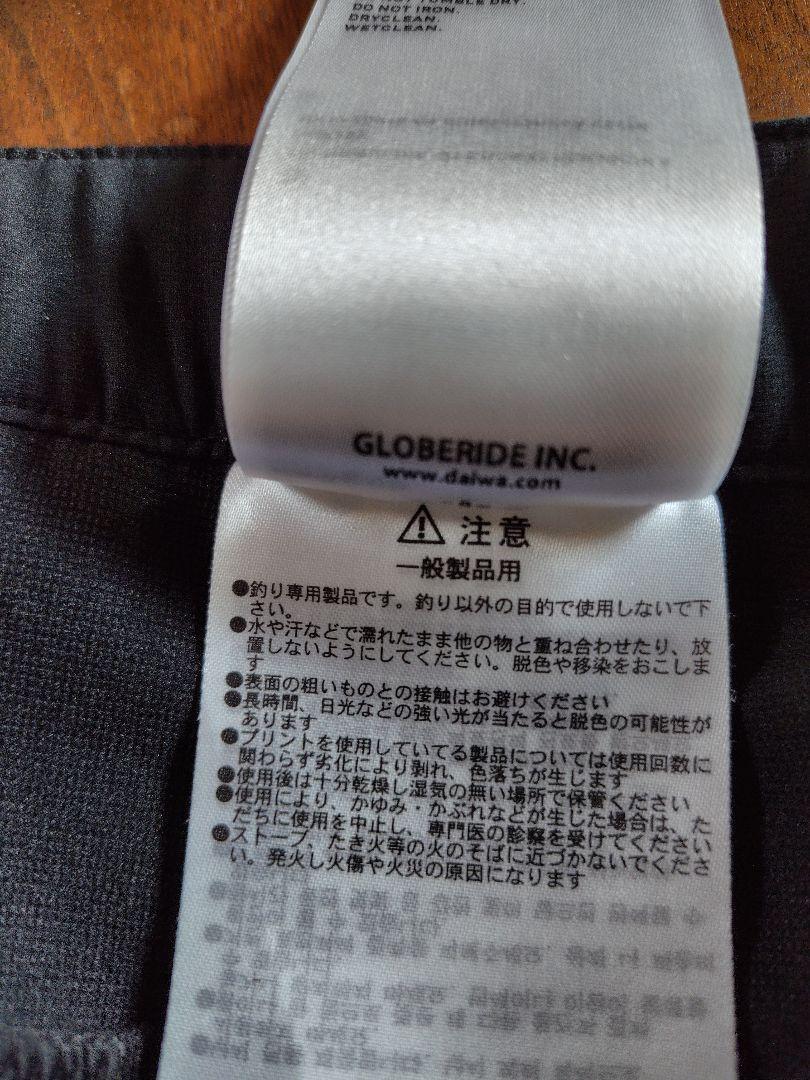 DO NOT IRON.
DRYCLEAN.
WETCLEAN.
GLOBERIDE INC.
www.daiwa.com
注意
一般製品用
●釣り専用製品です。釣り以外の目的で使用しないで下
さい。
●水や汗などで濡れたまま他の物と重ね合わせたり、放
置しないようにしてください。脱色や移染をおこしま
す
●表面の粗いものとの接触はお避けください
●長時間、日光などの強い光が当たると脱色の可能性が
あります
●プリントを使用していてる製品については使用回数に
関わらず劣化により剥れ、色落ちが生じます
●使用後は十分乾燥し湿気の無い場所で保管ください
●使用により、かゆみ・かぶれなどが生じた場合は、た
だちに使用を中止し、専門医の診察を受けてください
●ストーブ、たき火等の火のそばに近づかないでくださ
い。発火し火傷や火災の原因になります